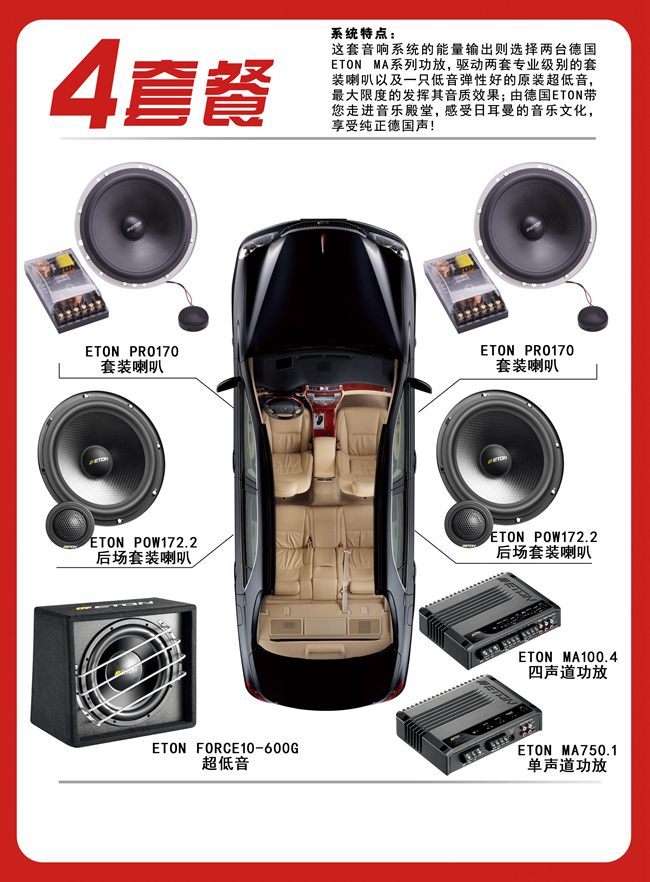 4套餐
系统特点：
这套音响系统的能量输出则选择两台德国
ETON MA系列功放，驱动两套专业级别的套
装喇叭以及一只低音弹性好的原装超低音，
最大限度的发挥其音质效果；由德国ETON带
您走进音乐殿堂，感受日耳曼的音乐文化，
享受纯正德国声！
ETON
ETON
ETON
ETON PRO170
套装喇叭
ETON PRO170
套装喇叭
ETON
ETON
ETON POW172.2
后场套装喇叭
ETON POW172.2
后场套装喇叭
ETON
ETON
ETON MA100.4
四声道功放
ETON
ETON FORCE10-600G
超低音
ETON MA750.1
单声道功放